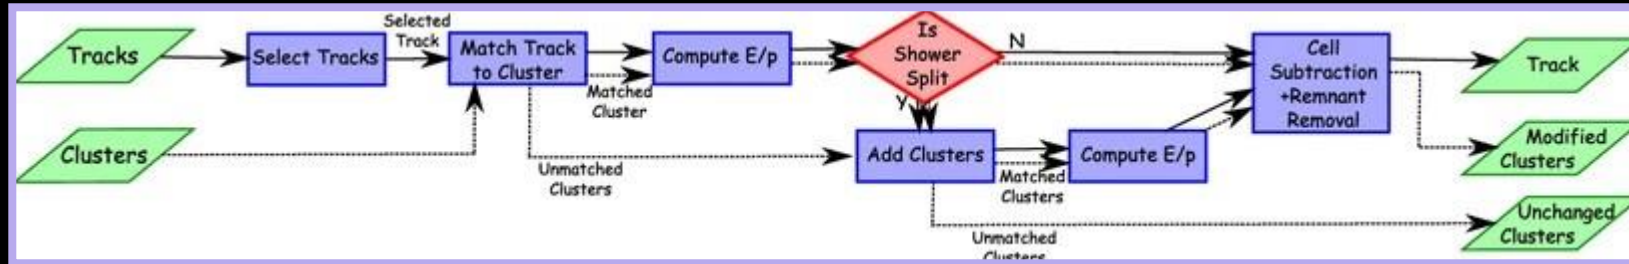 Tracks
Select Tracks
Selected
Track
Match Track
to Cluster
Matched
Cluster
Compute E/p
Is
Shower
Split
N
Y
Cell
Subtraction
+Remnant
Removal
Track
Clusters
Unmatched
Clusters
Add Clusters
Matched
Clusters
Compute E/p
Modified
Clusters
Unmatched
Clusters
Unchanged
Clusters